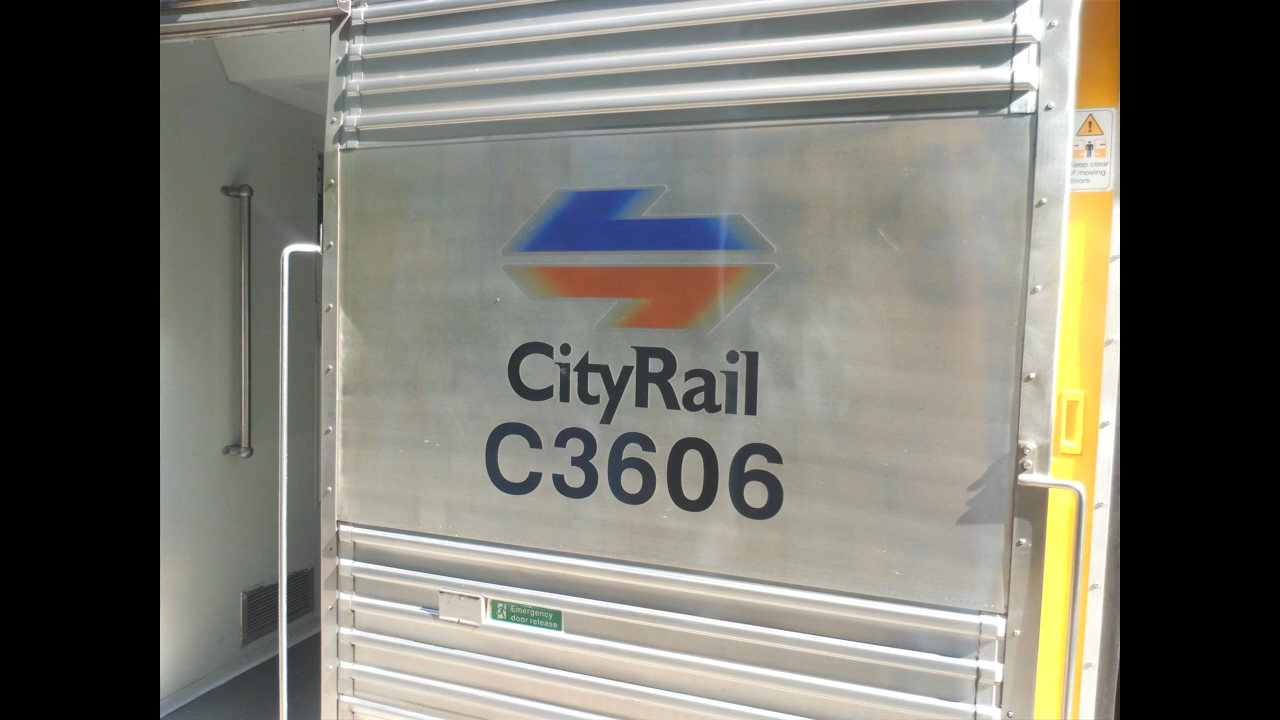 CityRail
C3606
Emergency
door release
Keep clear
of moving
doors